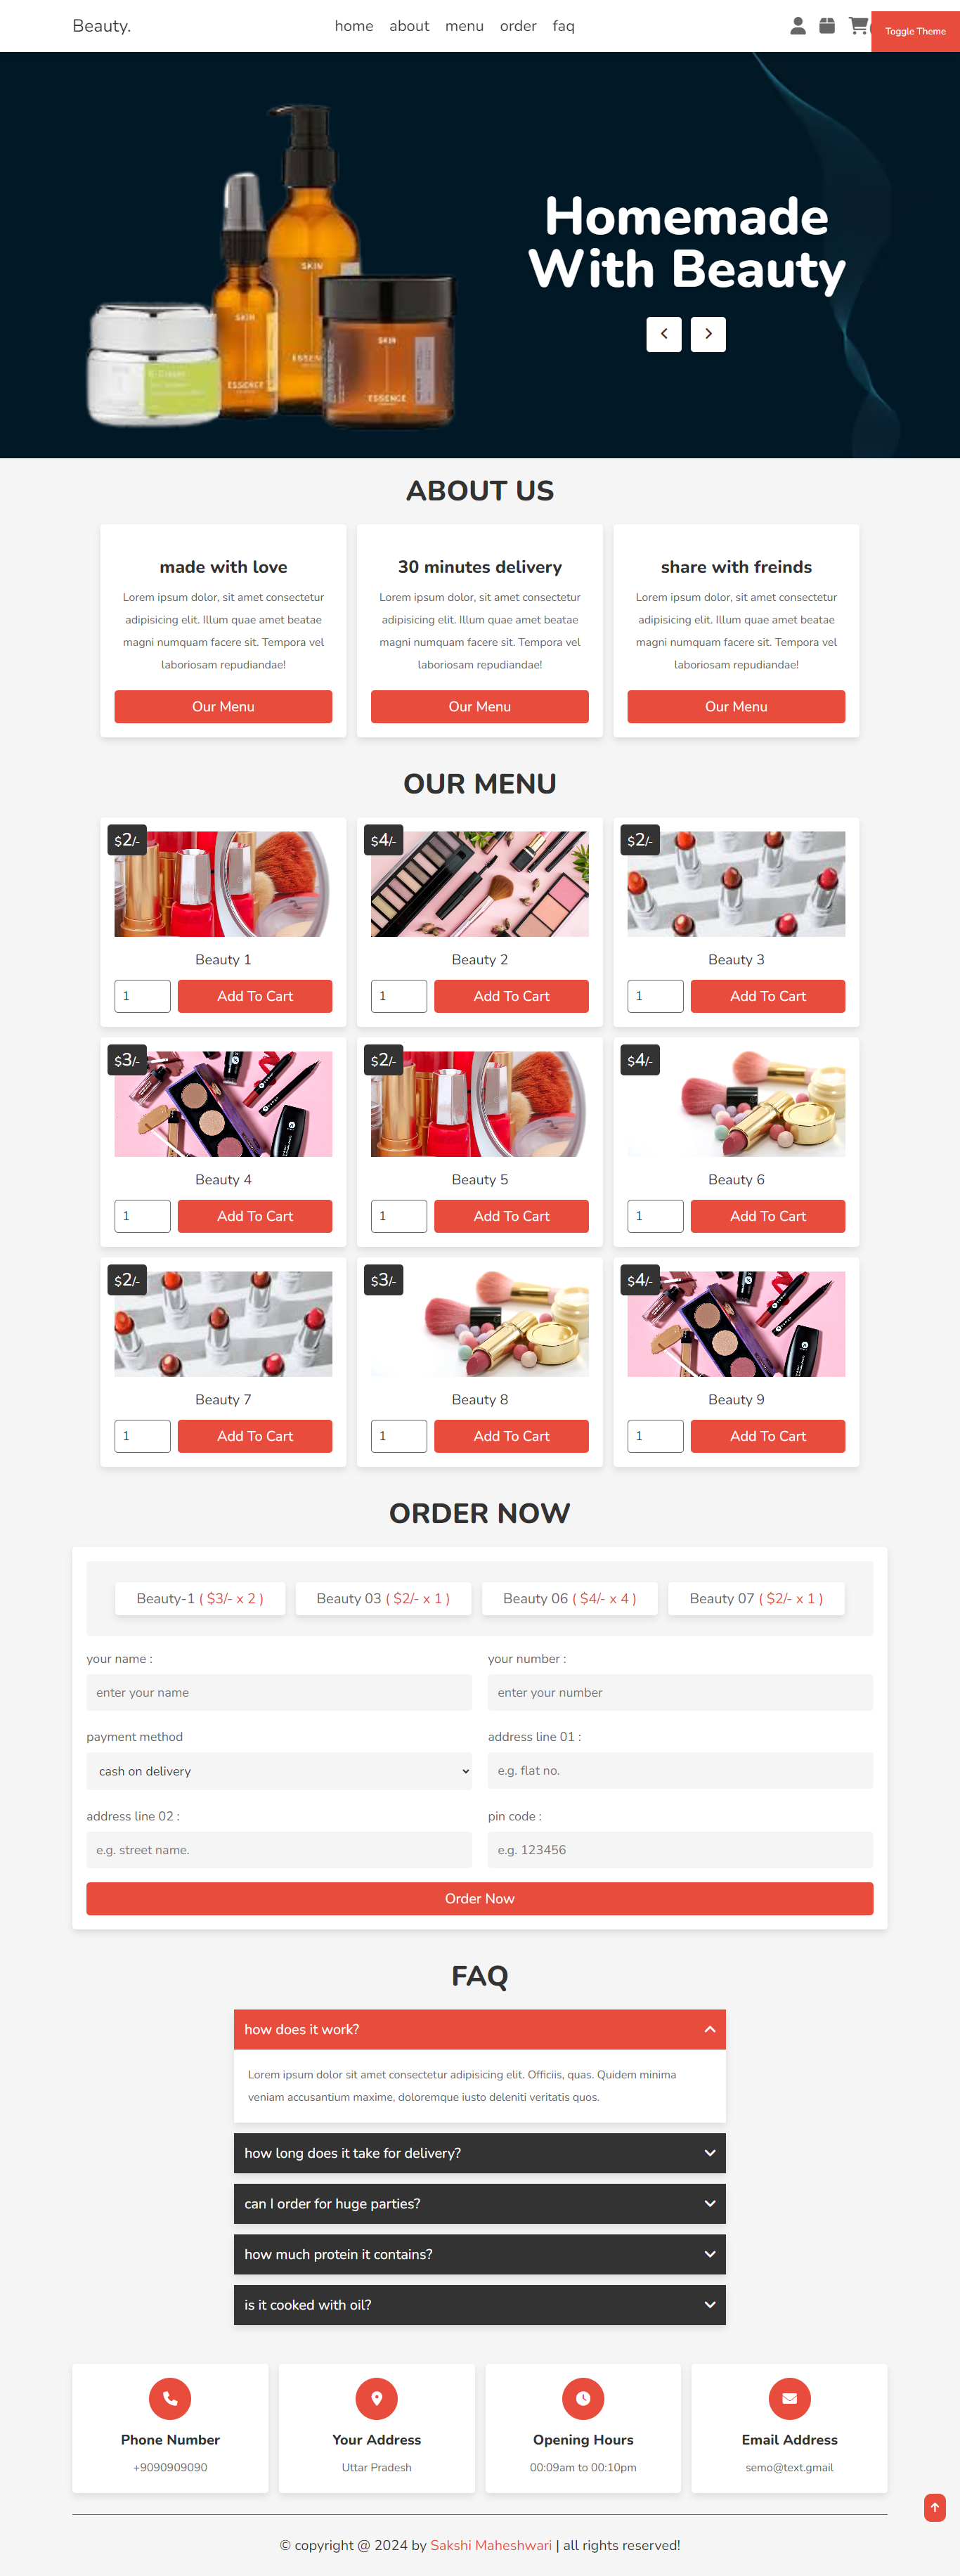 Beauty.
home about menu order faq
Toggle Theme
SKIN
SKIN
SKIN
ESSENCE
ESSENCE
Homemade
With Beauty
ABOUT US
made with love
Lorem ipsum dolor, sit amet consectetur
adipisicing elit. Illum quae amet beatae
magni numquam facere sit. Tempora vel
laboriosam repudiandae!
Our Menu
30 minutes delivery
Lorem ipsum dolor, sit amet consectetur
adipisicing elit. Illum quae amet beatae
magni numquam facere sit. Tempora vel
laboriosam repudiandae!
Our Menu
share with freinds
Lorem ipsum dolor, sit amet consectetur
adipisicing elit. Illum quae amet beatae
magni numquam facere sit. Tempora vel
laboriosam repudiandae!
Our Menu
OUR MENU
$2/-
Beauty 1
1 Add To Cart
$4/-
Beauty 2
1 Add To Cart
$2/-
Beauty 3
1 Add To Cart
$3/-
Beauty 4
1 Add To Cart
$2/-
Beauty 5
1 Add To Cart
$4/-
Beauty 6
1 Add To Cart
$2/-
Beauty 7
1 Add To Cart
$3/-
Beauty 8
1 Add To Cart
$4/-
Beauty 9
1 Add To Cart
ORDER NOW
Beauty-1 ( $3/- x 2 )
Beauty 03 ( $2/- x 1 )
Beauty 06 ( $4/- x 4 )
Beauty 07 ( $2/- x 1 )
your name :
enter your name
your number :
enter your number
payment method
cash on delivery
address line 01 :
e.g. flat no.
address line 02 :
e.g. street name.
pin code :
e.g. 123456
Order Now
FAQ
how does it work?
Lorem ipsum dolor sit amet consectetur adipisicing elit. Officiis, quas. Quidem minima
veniam accusantium maxime, doloremque iusto deleniti veritatis quos.
how long does it take for delivery?
can I order for huge parties?
how much protein it contains?
is it cooked with oil?
Phone Number
+9090909090
Your Address
Uttar Pradesh
Opening Hours
00:09am to 00:10pm
Email Address
semo@text.gmail
© copyright @ 2024 by Sakshi Maheshwari | all rights reserved!